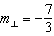 m⊥ = −7/3